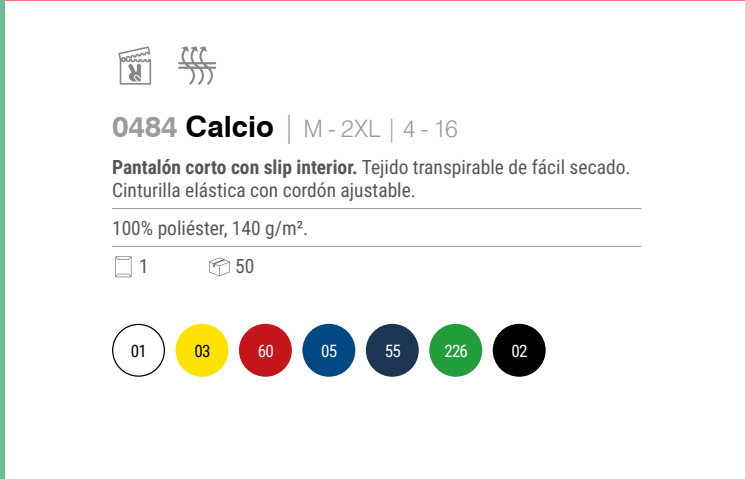 0484 Calcio | M - 2XL | 4 - 16
Pantalón corto con slip interior. Tejido transpirable de fácil secado.
Cinturilla elástica con cordón ajustable.
100% poliéster, 140 g/m².
1 50
01 03 60 05 55 226 02